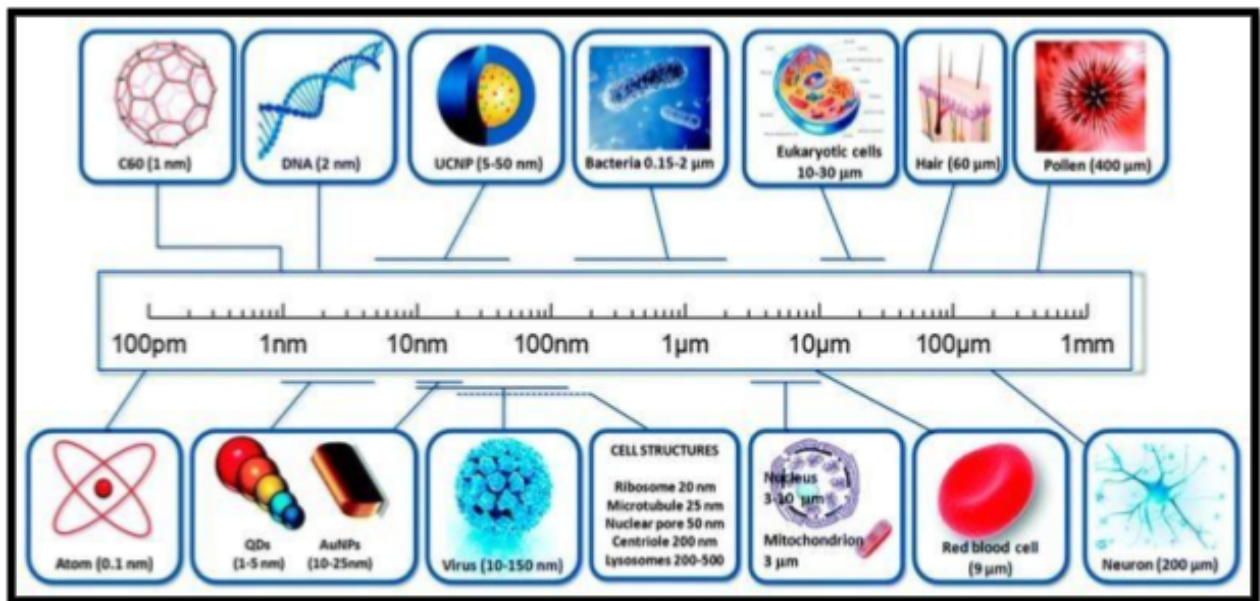 C60 (1 nm)
DNA (2 nm)
UCNP (5-50 nm)
Bacteria 0.15-2 µm
Eukaryotic cells
10-30 µm
Hair (60 µm)
Pollen (400 µm)
100pm 1nm 10nm 100nm 1µm 10µm 100µm 1mm
Atom (0.1 nm)
QDs
(1-5 nm)
AuNPs
(10-25nm)
Virus (10-150 nm)
CELL STRUCTURES
Ribosome 20 nm
Microtubule 25 nm
Nuclear pore 50 nm
Centriole 200 nm
Lysosomes 200-500
Nucleus
3-10 µm
Mitochondrion
3 µm
Red blood cell
(9 µm)
Neuron (200 µm)